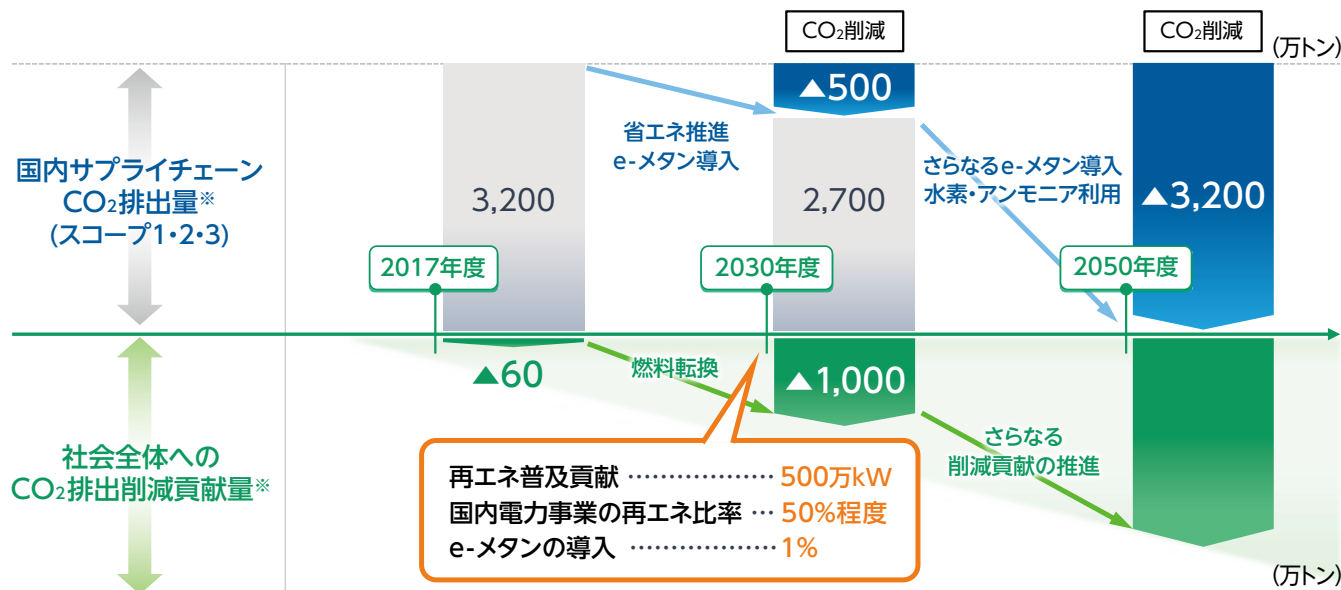 CO₂削減
CO₂削減
(万トン)
国内サプライチェーン
CO₂排出量※
(スコープ1・2・3)
3,200
省エネ推進
e-メタン導入
▲500
2,700
さらなるe-メタン導入
水素・アンモニア利用
▲3,200
2017年度
2030年度
2050年度
社会全体への
CO₂排出削減貢献量※
▲60
燃料転換
▲1,000
さらなる
削減貢献の推進
再エネ普及貢献 ……………… 500万kW
国内電力事業の再エネ比率 … 50%程度
e-メタンの導入 ……………… 1%
(万トン)